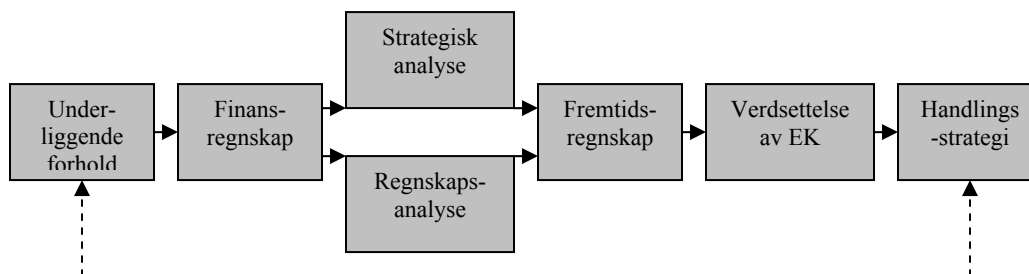 Under-
liggende
forhold
Finans-
regnskap
Strategisk
analyse
Regnskaps-
analyse
Fremtids-
regnskap
Verdsettelse
av EK
Handlings
-strategi